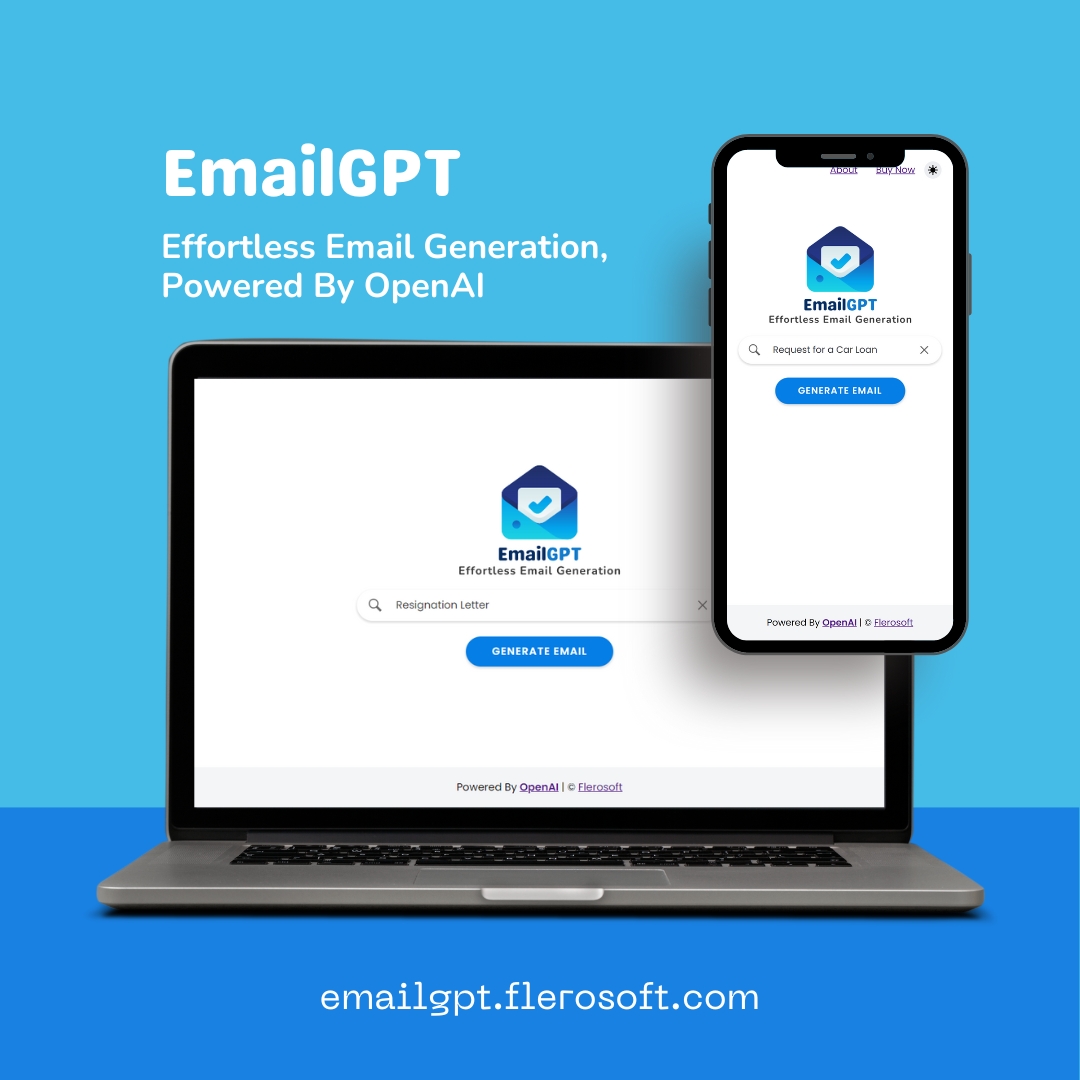 EmailGPT
Effortless Email Generation,
Powered By OpenAI
About Buy Now
EmailGPT
Effortless Email Generation
Request for a Car Loan
GENERATE EMAIL
Powered By OpenAI | © Flerosoft
EmailGPT
Effortless Email Generation
Resignation Letter
GENERATE EMAIL
Powered By OpenAI | © Flerosoft
emailgpt.flerosoft.com